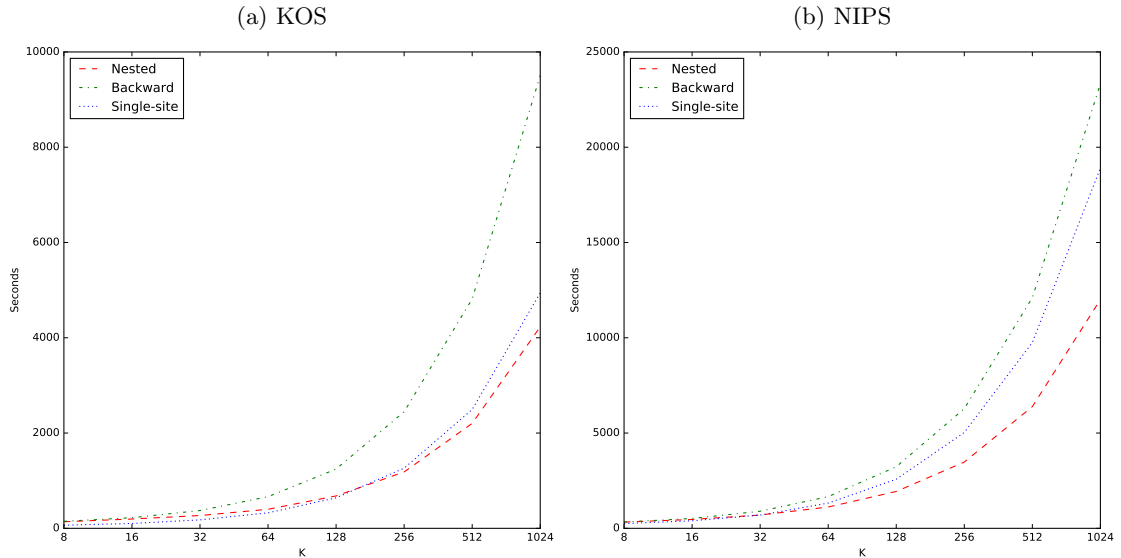 (a) KOS
10000
8000
6000
4000
2000
0
Seconds
Nested
Backward
Single-site
8 16 32 64 128 256 512 1024
K
(b) NIPS
25000
20000
15000
10000
5000
0
Seconds
Nested
Backward
Single-site
8 16 32 64 128 256 512 1024
K